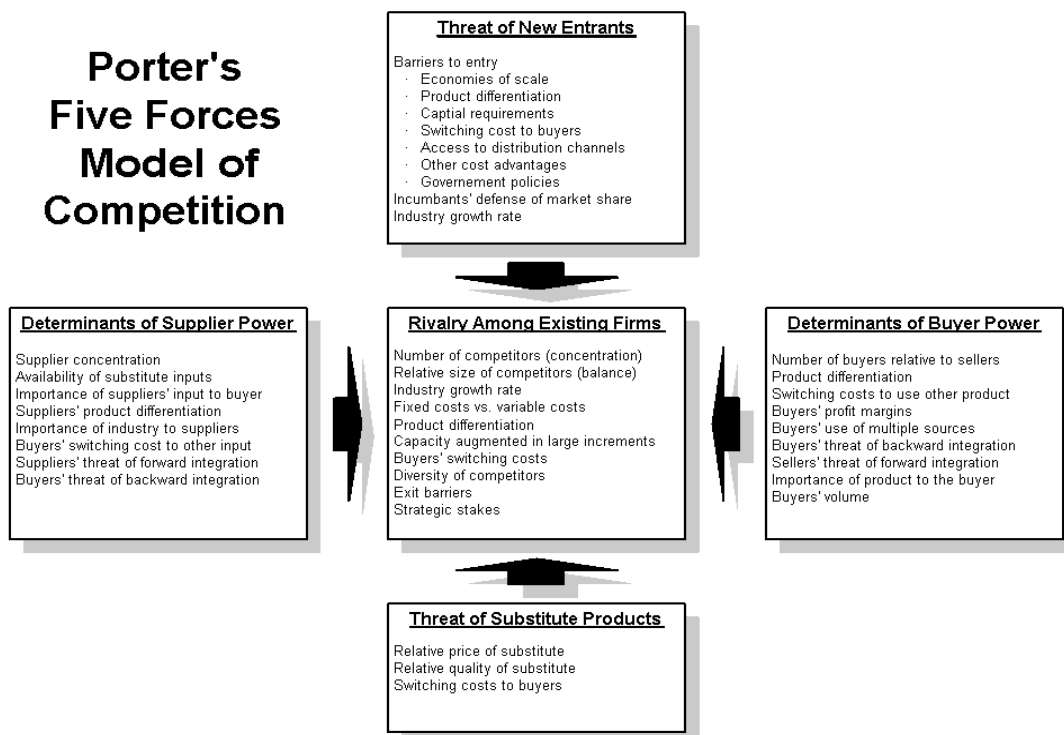 Porter's
Five Forces
Model of
Competition
Threat of New Entrants
Barriers to entry
· Economies of scale
· Product differentiation
· Captial requirements
· Switching cost to buyers
· Access to distribution channels
· Other cost advantages
· Governement policies
Incumbants' defense of market share
Industry growth rate
Determinants of Supplier Power
Supplier concentration
Availability of substitute inputs
Importance of suppliers' input to buyer
Suppliers' product differentiation
Importance of industry to suppliers
Buyers' switching cost to other input
Suppliers' threat of forward integration
Buyers' threat of backward integration
Rivalry Among Existing Firms
Number of competitors (concentration)
Relative size of competitors (balance)
Industry growth rate
Fixed costs vs. variable costs
Product differentiation
Capacity augmented in large increments
Buyers' switching costs
Diversity of competitors
Exit barriers
Strategic stakes
Determinants of Buyer Power
Number of buyers relative to sellers
Product differentiation
Switching costs to use other product
Buyers' profit margins
Buyers' use of multiple sources
Buyers' threat of backward integration
Sellers' threat of forward integration
Importance of product to the buyer
Buyers' volume
Threat of Substitute Products
Relative price of substitute
Relative quality of substitute
Switching costs to buyers